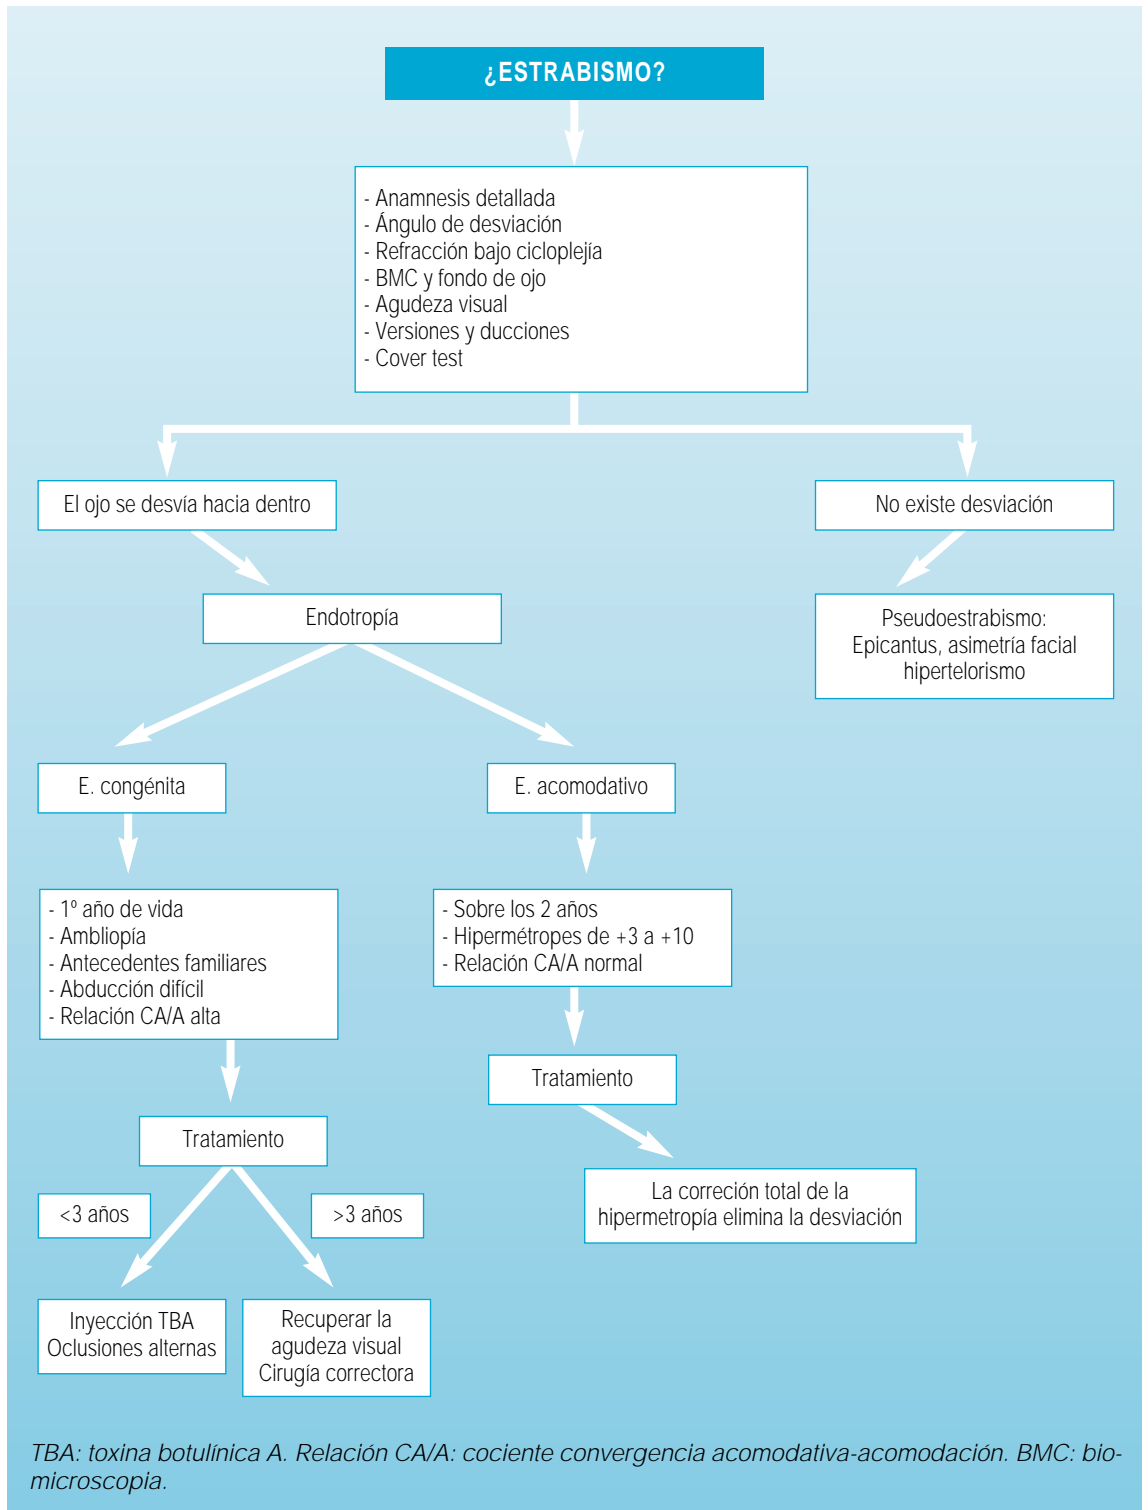 ¿ESTRABISMO?
- Anamnesis detallada
- Ángulo de desviación
- Refracción bajo cicloplejía
- BMC y fondo de ojo
- Agudeza visual
- Versiones y ducciones
- Cover test
El ojo se desvía hacia dentro
No existe desviación
Endotropía
Pseudoestrabismo:
Epicantus, asimetría facial
hipertelorismo
E. congénita
E. acomodativo
- 1º año de vida
- Ambliopía
- Antecedentes familiares
- Abducción difícil
- Relación CA/A alta
- Sobre los 2 años
- Hipermétropes de +3 a +10
- Relación CA/A normal
Tratamiento
Tratamiento
<3 años
>3 años
La correción total de la
hipermetropía elimina la desviación
Inyección TBA
Oclusiones alternas
Recuperar la
agudeza visual
Cirugía correctora
TBA: toxina botulínica A. Relación CA/A: cociente convergencia acomodativa-acomodación. BMC: bio-
microscopia.